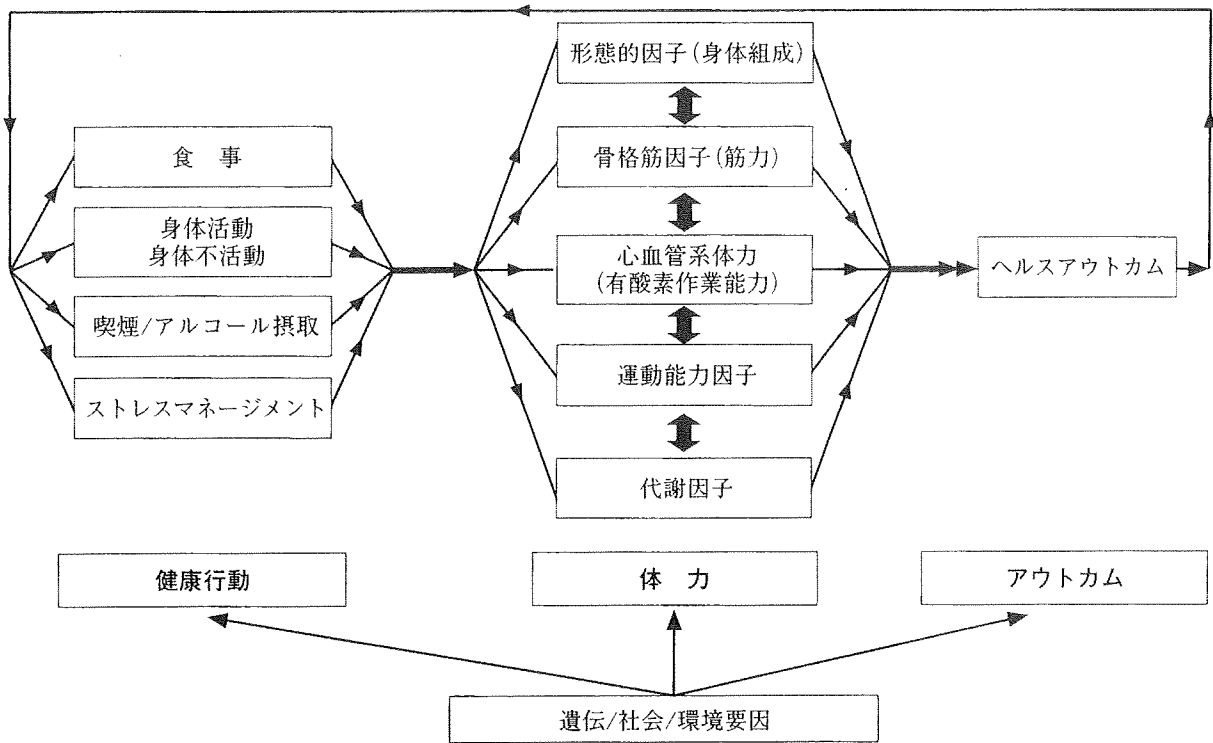 形態的因子(身体組成)
食　事
骨格筋因子(筋力)
身体活動
身体不活動
心血管系体力
(有酸素作業能力)
ヘルスアウトカム
喫煙/アルコール摂取
運動能力因子
ストレスマネージメント
代謝因子
健康行動
体　力
アウトカム
遺伝/社会/環境要因